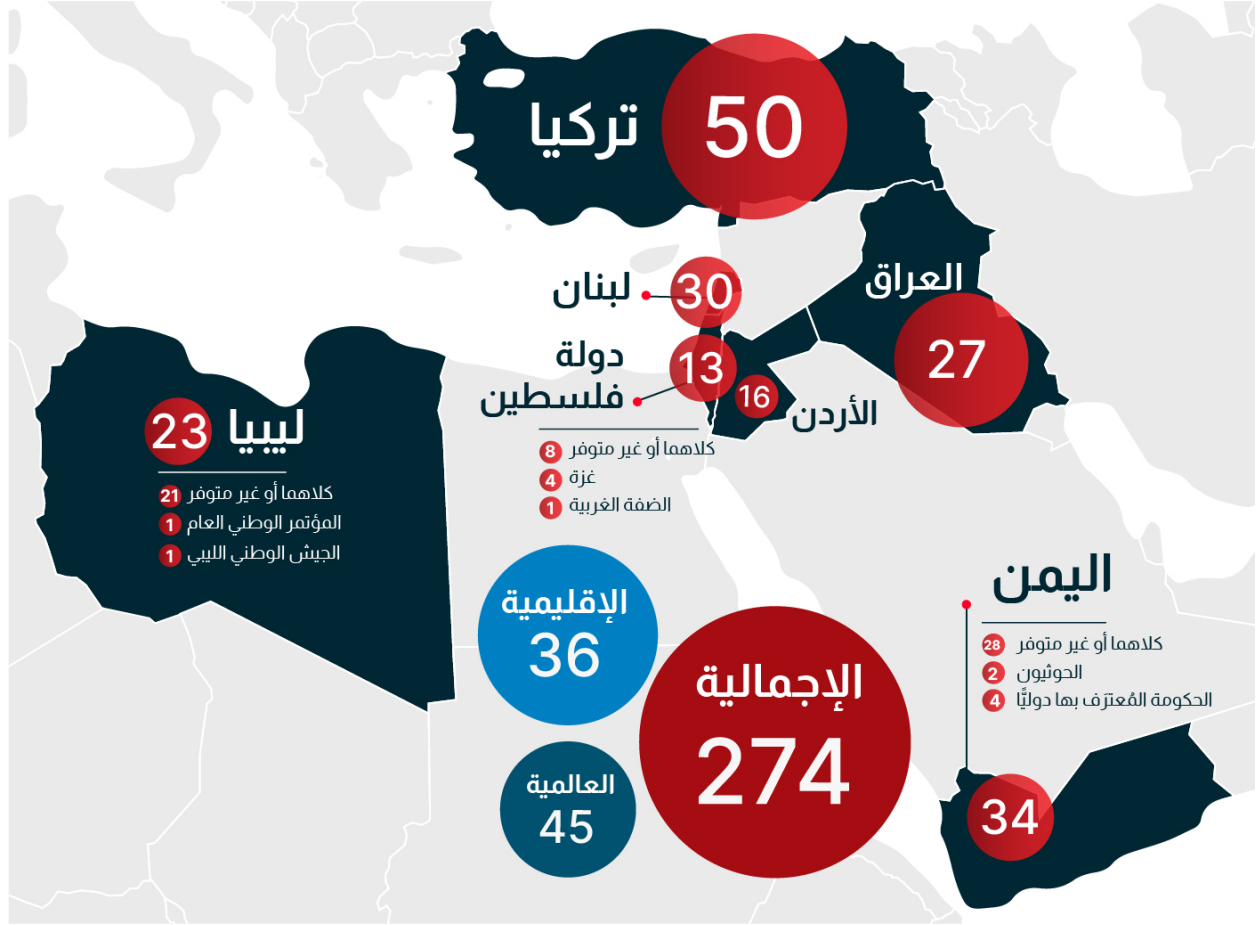 تركيا
50
العراق
27
لبنان
30
دولة
فلسطين
13
كلاهما أو غير متوفر 8
غزة 4
الضفة الغربية 1
الأردن
16
ليبيا 23
كلاهما أو غير متوفر 21
المؤتمر الوطني العام 1
الجيش الوطني الليبي 1
اليمن
كلاهما أو غير متوفر 28
الحوثيون 2
الحكومة المُعترَف بها دوليًّا 4
34
الإقليمية
36
الإجمالية
274
العالمية
45